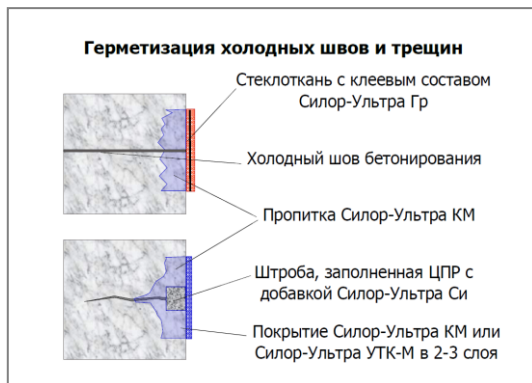 Герметизация холодных швов и трещин
Стеклоткань с клеевым составом
Силор-Ультра Гр
Холодный шов бетонирования
Пропитка Силор-Ультра КМ
Штроба, заполненная ЦПР с
добавкой Силор-Ультра Си
Покрытие Силор-Ультра КМ или
Силор-Ультра УТК-М в 2-3 слоя